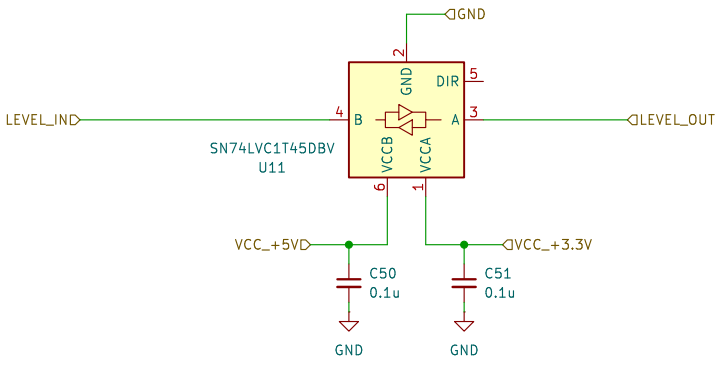 GND
2
GND
DIR
5
LEVEL_IN
4
B
A
3
LEVEL_OUT
SN74LVC1T45DBV
U11
VCCB
VCCA
6
1
VCC_+5V
VCC_+3.3V
C50
0.1u
C51
0.1u
GND
GND